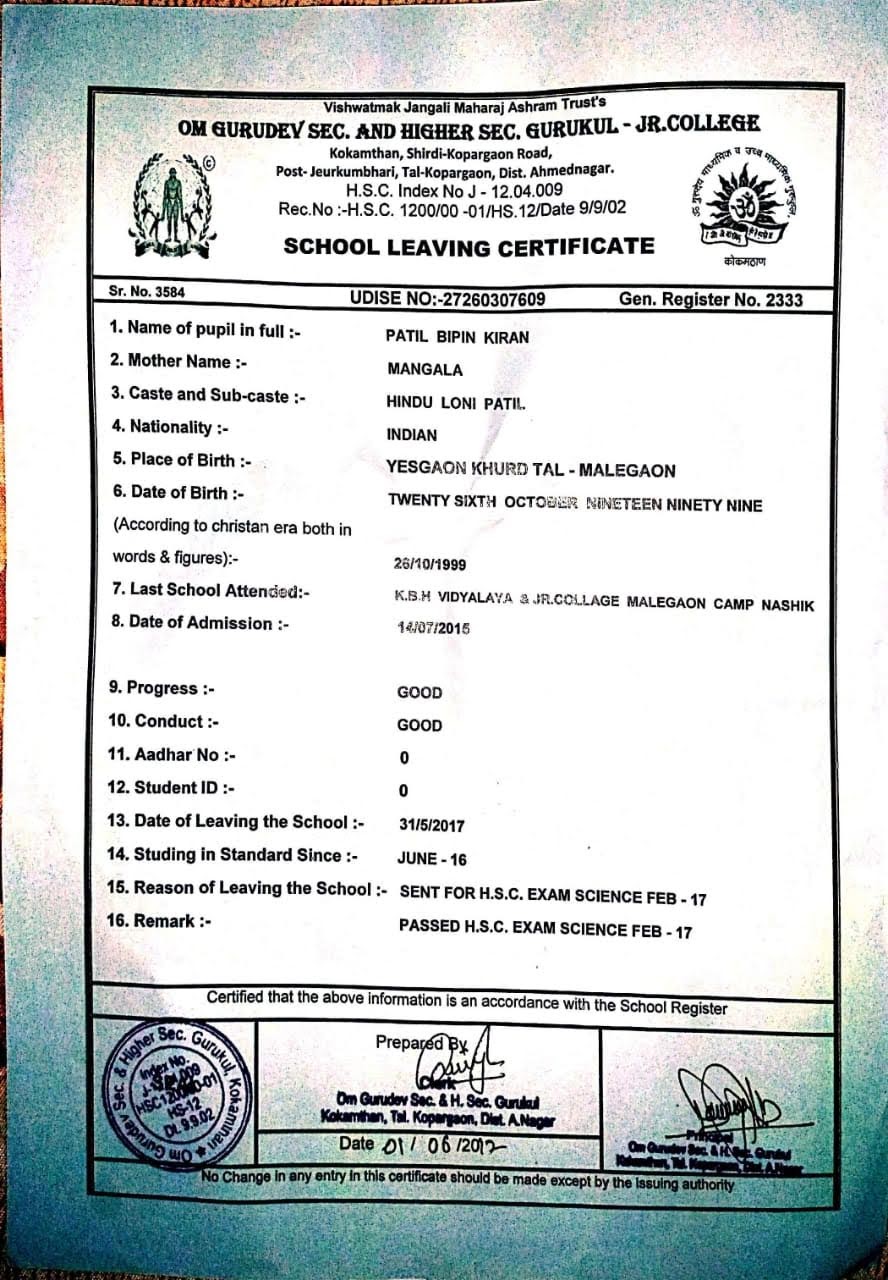 Vishwatmak Jangali Maharaj Ashram Trust's
OM GURUDEV SEC. AND HIGHER SEC. GURUKUL - JR.COLLEGE
Kokamthan, Shirdi-Kopargaon Road,
Post- Jeurkumbhari, Tal-Kopargaon, Dist. Ahmednagar.
H.S.C. Index No J - 12.04.009
Rec.No :-H.S.C. 1200/00 -01/HS.12/Date 9/9/02
SCHOOL LEAVING CERTIFICATE
ॐ गुरुदेव माध्यमिक व उच्च माध्यमिक गुरुकुल,
कोकमठाण
Sr. No. 3584 UDISE NO:-27260307609 Gen. Register No. 2333
1. Name of pupil in full :- PATIL BIPIN KIRAN
2. Mother Name :- MANGALA
3. Caste and Sub-caste :- HINDU LONI PATIL
4. Nationality :- INDIAN
5. Place of Birth :- YESGAON KHURD TAL - MALEGAON
6. Date of Birth :- TWENTY SIXTH OCTOBER NINETEEN NINETY NINE
(According to christan era both in
words & figures):- 26/10/1999
7. Last School Attended:- K.B.H VIDYALAYA & JR.COLLAGE MALEGAON CAMP NASHIK
8. Date of Admission :- 14/07/2015
9. Progress :- GOOD
10. Conduct :- GOOD
11. Aadhar No :- 0
12. Student ID :- 0
13. Date of Leaving the School :- 31/5/2017
14. Studing in Standard Since :- JUNE - 16
15. Reason of Leaving the School :- SENT FOR H.S.C. EXAM SCIENCE FEB - 17
16. Remark :- PASSED H.S.C. EXAM SCIENCE FEB - 17
Certified that the above information is an accordance with the School Register
Om Gurudev Sec. & Higher Sec. Gurukul, Kokamthan
Index No.
HSC1200/00-01
HS-12
Dt. 9.9.02
Prepared By
Clerk
Om Gurudev Sec. & H. Sec. Gurukul
Kokamthan, Tal. Kopargaon, Dist. A.Nagar
Date 01/06/2017
Principal
Om Gurudev Sec. & H. Sec. Gurukul
Kokamthan, Tal. Kopargaon, Dist. A.Nagar
No Change in any entry in this certificate should be made except by the issuing authority